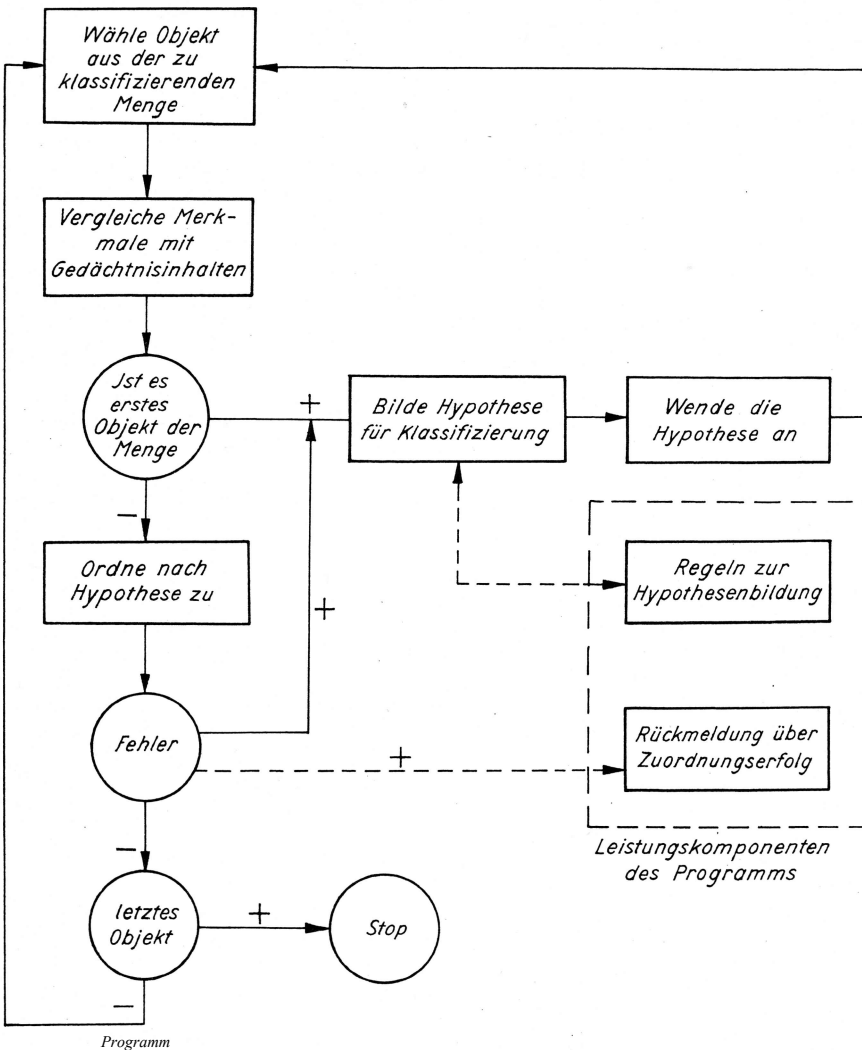 Wähle Objekt
aus der zu
klassifizierenden
Menge
Vergleiche Merk-
male mit
Gedächtnisinhalten
Jst es
erstes
Objekt der
Menge
+
Bilde Hypothese
für Klassifizierung
Wende die
Hypothese an
−
Ordne nach
Hypothese zu
+
Regeln zur
Hypothesenbildung
Fehler
+
Rückmeldung über
Zuordnungserfolg
−
Leistungskomponenten
des Programms
letztes
Objekt
+
Stop
−
Programm